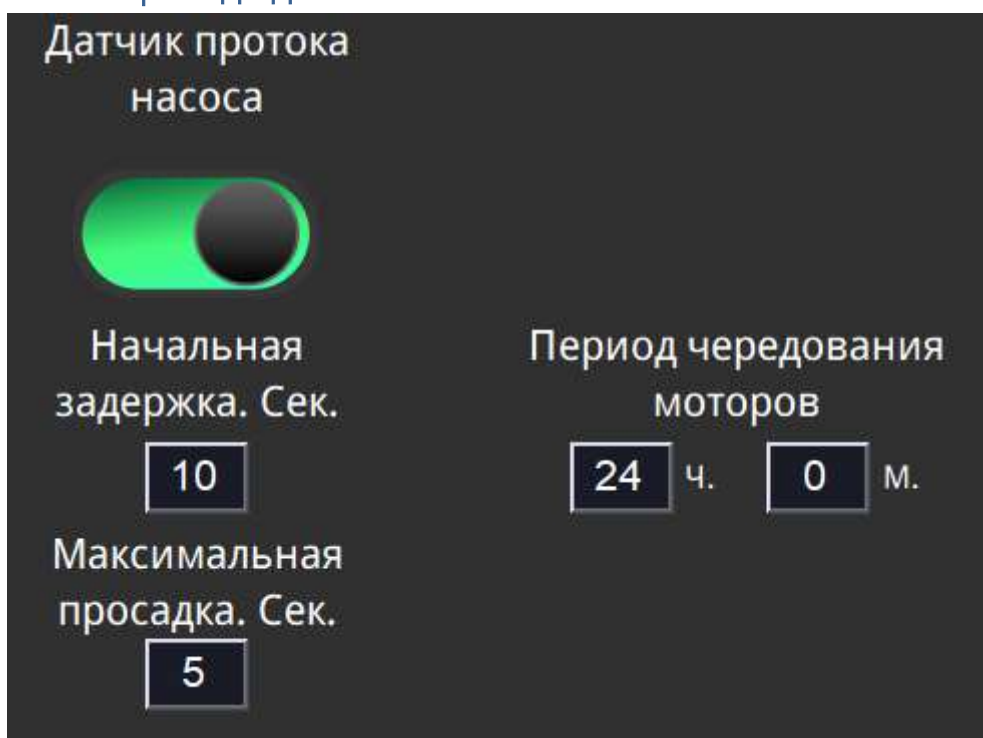 Датчик протока
насоса
Начальная
задержка. Сек.
10
Максимальная
просадка. Сек.
5
Период чередования
моторов
24 ч. 0 м.